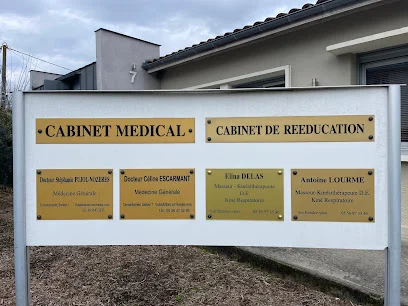 7
CABINET MEDICAL
CABINET DE REEDUCATION
Docteur Stéphanie PUJOL-NOZERES
Médecine Générale
Docteur Céline ESCARMANT
Médecine Générale
Elina DELAS
Masseur - Kinésithérapeute
D.E
Kiné Respiratoire
Antoine LOURME
Masseur-Kinésithérapeute D.E.
Kiné Respiratoire